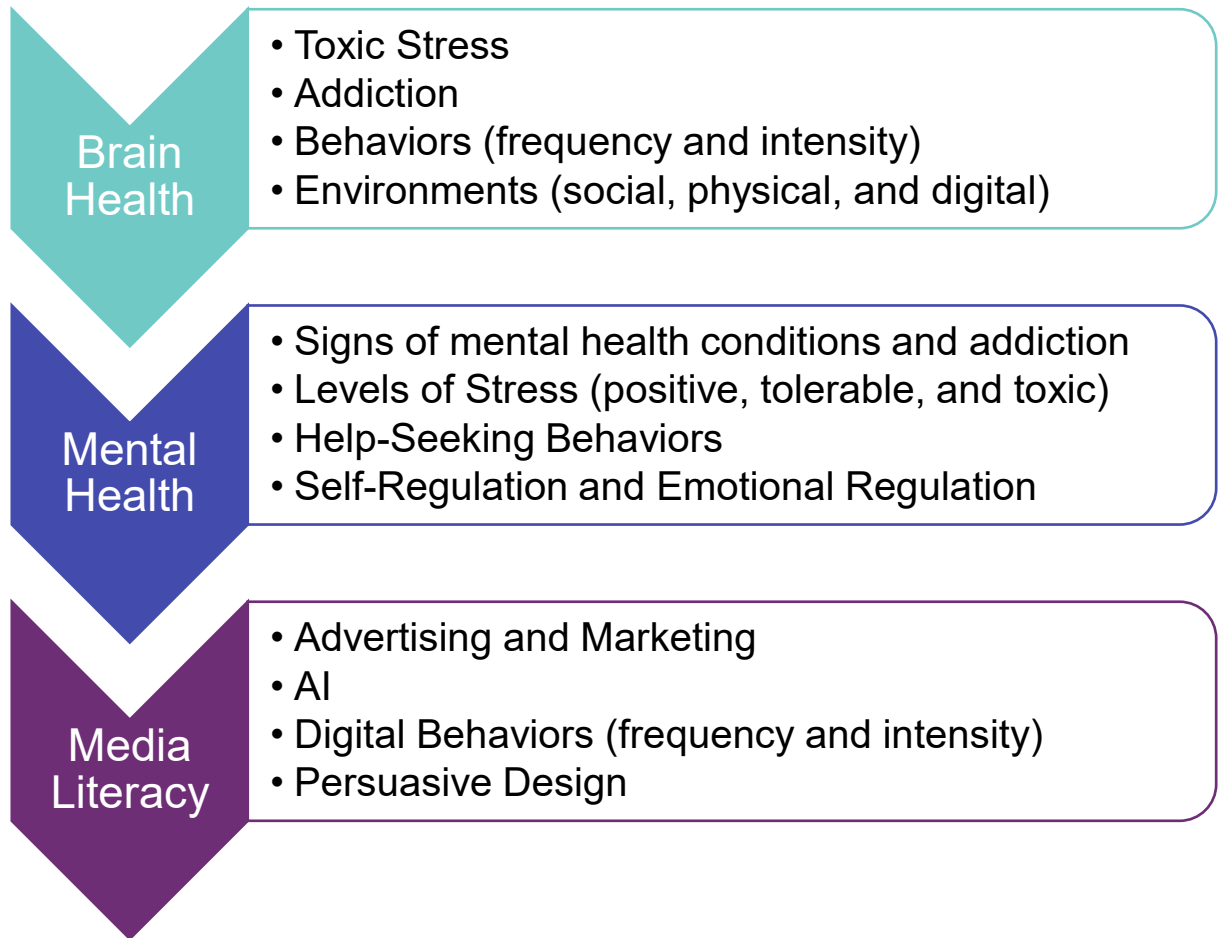 Brain
Health
• Toxic Stress
• Addiction
• Behaviors (frequency and intensity)
• Environments (social, physical, and digital)
Mental
Health
• Signs of mental health conditions and addiction
• Levels of Stress (positive, tolerable, and toxic)
• Help-Seeking Behaviors
• Self-Regulation and Emotional Regulation
Media
Literacy
• Advertising and Marketing
• AI
• Digital Behaviors (frequency and intensity)
• Persuasive Design